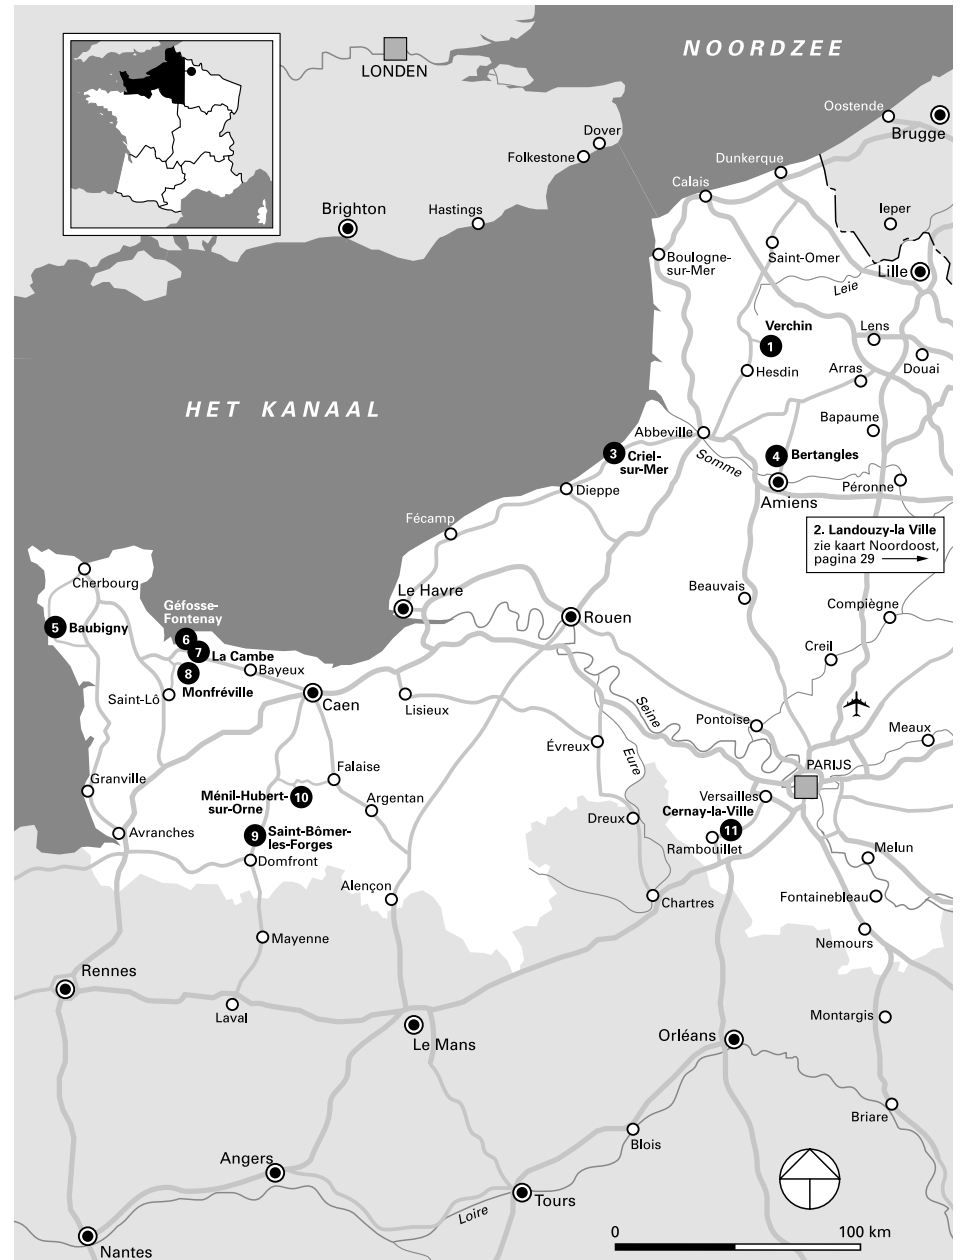 NOORDZEE
LONDEN
Oostende
Brugge
Dover
Folkestone
Dunkerque
Calais
Ieper
Brighton
Hastings
Boulogne-
sur-Mer
Saint-Omer
Lille
Leie
Verchin
1
Lens
Hesdin
Arras
Douai
HET KANAAL
Bapaume
Abbeville
Somme
3
Criel-
sur-Mer
4
Bertangles
Dieppe
Péronne
Amiens
Fécamp
2. Landouzy-la Ville
zie kaart Noordoost,
pagina 29
Cherbourg
Le Havre
Beauvais
Compiègne
Géfosse-
Fontenay
Rouen
5
Baubigny
6
7
La Cambe
8
Bayeux
Creil
Monfréville
Saint-Lô
Caen
Lisieux
Seine
Pontoise
Meaux
Évreux
Eure
Granville
Falaise
PARIJS
Ménil-Hubert-
sur-Orne
10
Argentan
Versailles
Cernay-la-Ville
11
Avranches
9
Saint-Bômer-
les-Forges
Dreux
Rambouillet
Domfront
Melun
Alençon
Chartres
Fontainebleau
Mayenne
Nemours
Rennes
Laval
Montargis
Le Mans
Orléans
Briare
Blois
Angers
Tours
Loire
0
100 km
Nantes